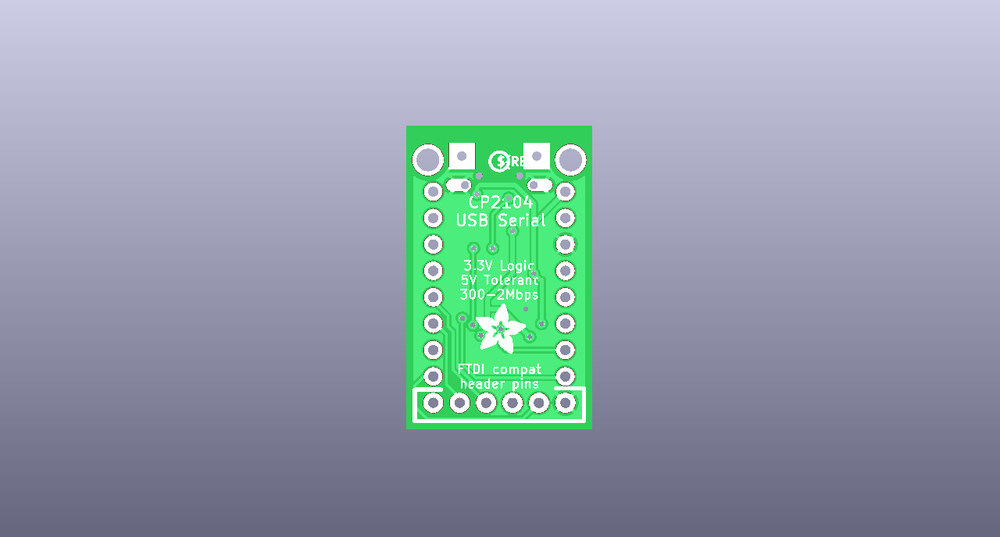 CP2104
USB Serial
3.3V Logic
5V Tolerant
300-2Mbps
FTDI compat
header pins